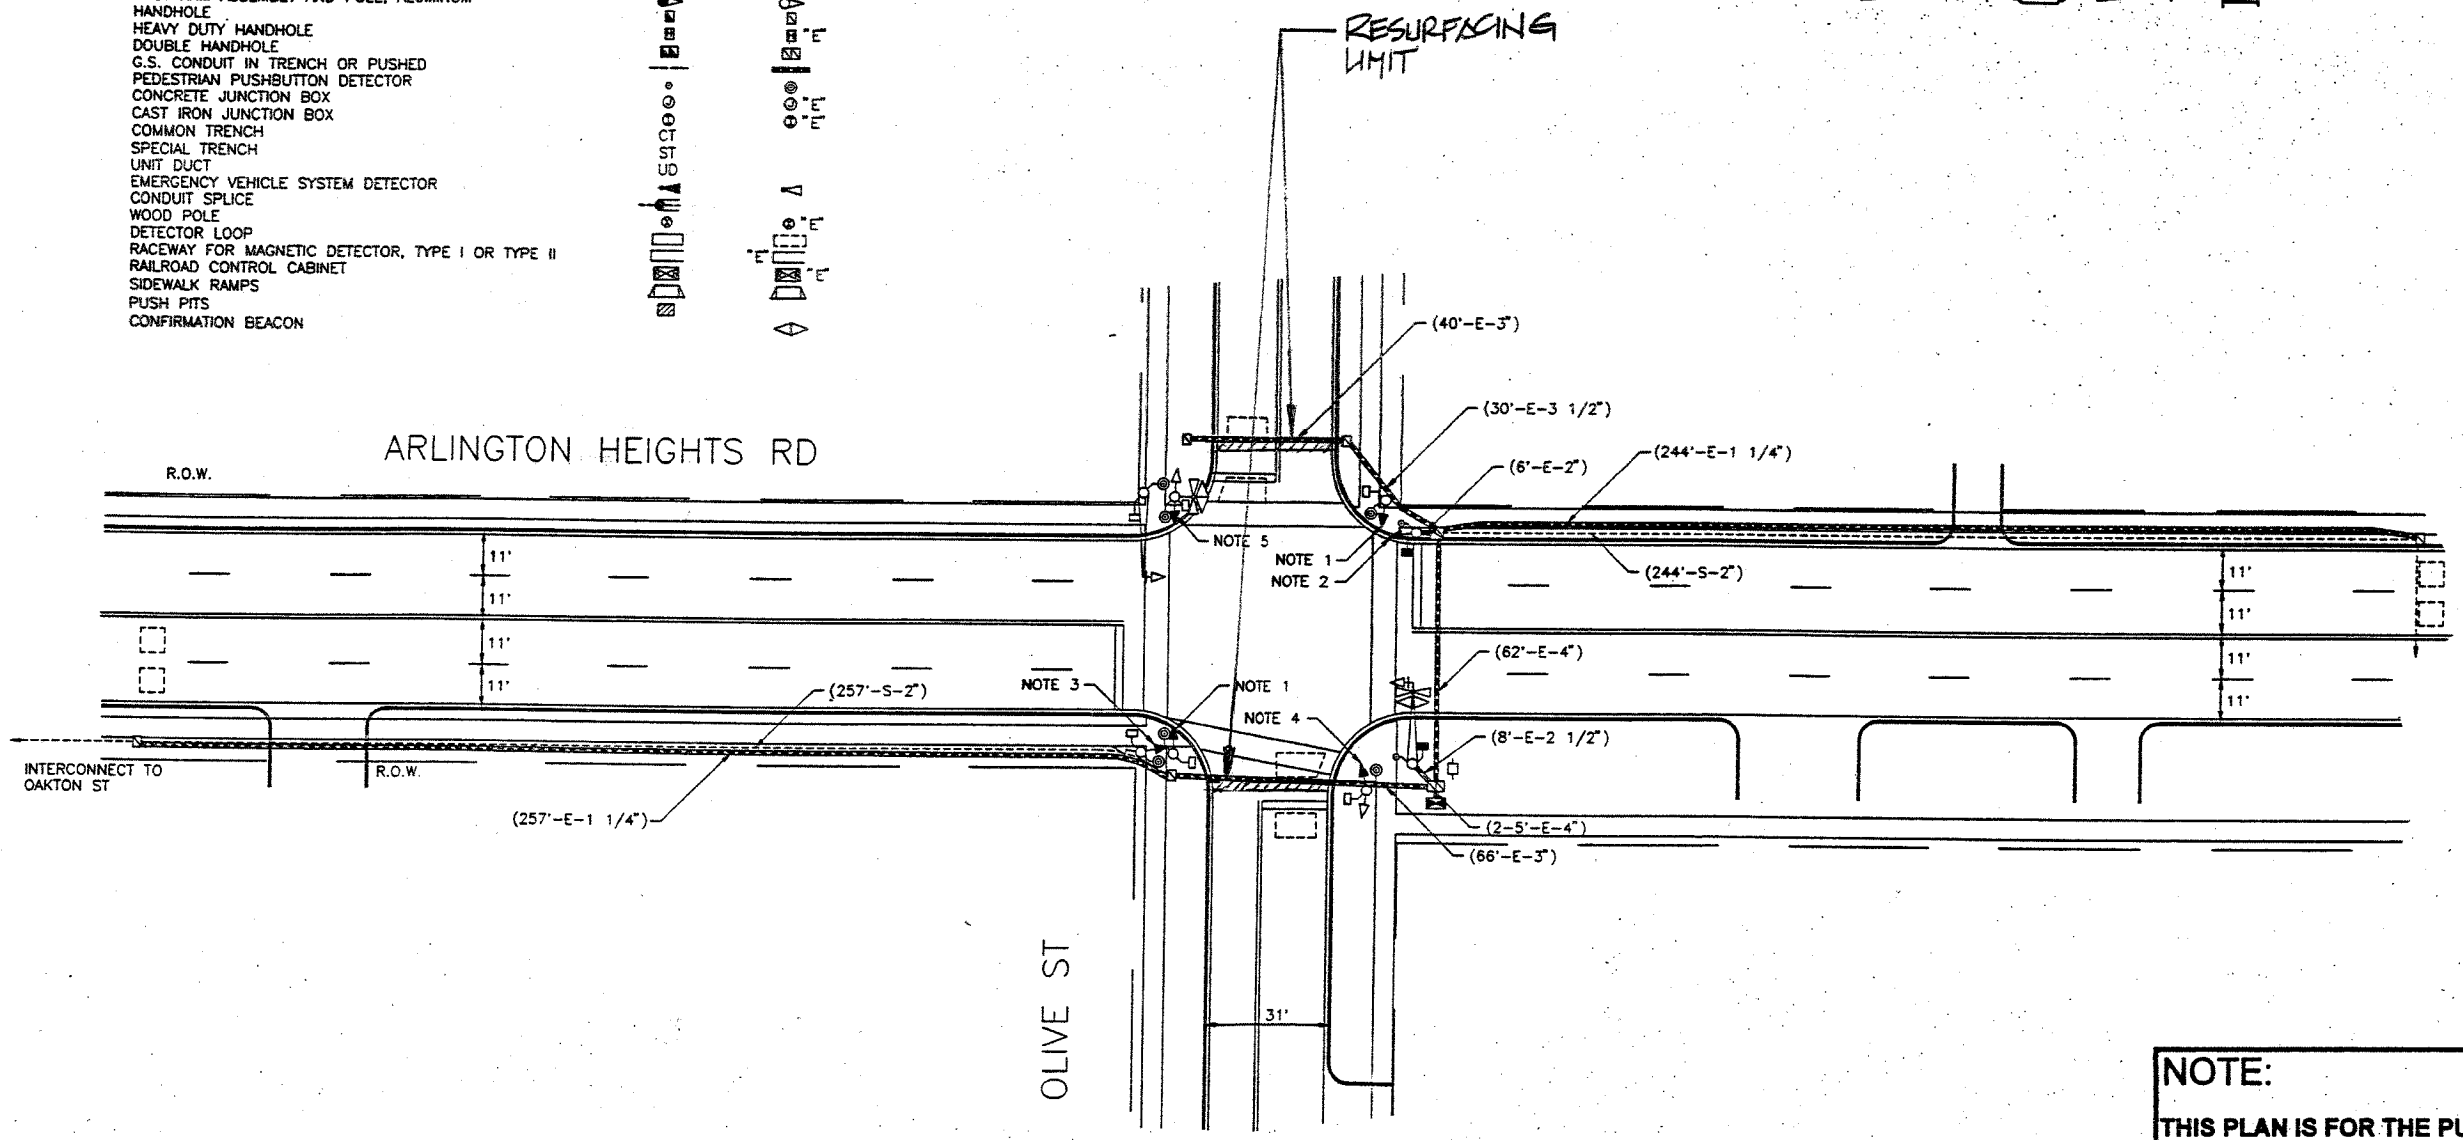 HANDHOLE
HEAVY DUTY HANDHOLE "E"
DOUBLE HANDHOLE
G.S. CONDUIT IN TRENCH OR PUSHED
PEDESTRIAN PUSHBUTTON DETECTOR
CONCRETE JUNCTION BOX "E"
CAST IRON JUNCTION BOX "E"
COMMON TRENCH CT
SPECIAL TRENCH ST
UNIT DUCT UD
EMERGENCY VEHICLE SYSTEM DETECTOR
CONDUIT SPLICE
WOOD POLE "E"
DETECTOR LOOP
RACEWAY FOR MAGNETIC DETECTOR, TYPE I OR TYPE II "E"
RAILROAD CONTROL CABINET "E"
SIDEWALK RAMPS
PUSH PITS
CONFIRMATION BEACON
RESURFACING
LIMIT
(40'-E-3")
(30'-E-3 1/2")
(6'-E-2")
(244'-E-1 1/4")
ARLINGTON HEIGHTS RD
R.O.W.
NOTE 5
NOTE 1
NOTE 2
(244'-S-2")
11'
11'
11'
11'
11'
11'
11'
11'
(62'-E-4")
(257'-S-2")
NOTE 3
NOTE 1
NOTE 4
(8'-E-2 1/2")
INTERCONNECT TO
OAKTON ST
R.O.W.
(257'-E-1 1/4")
(2-5'-E-4")
(66'-E-3")
OLIVE ST
31'
NOTE:
THIS PLAN IS FOR THE